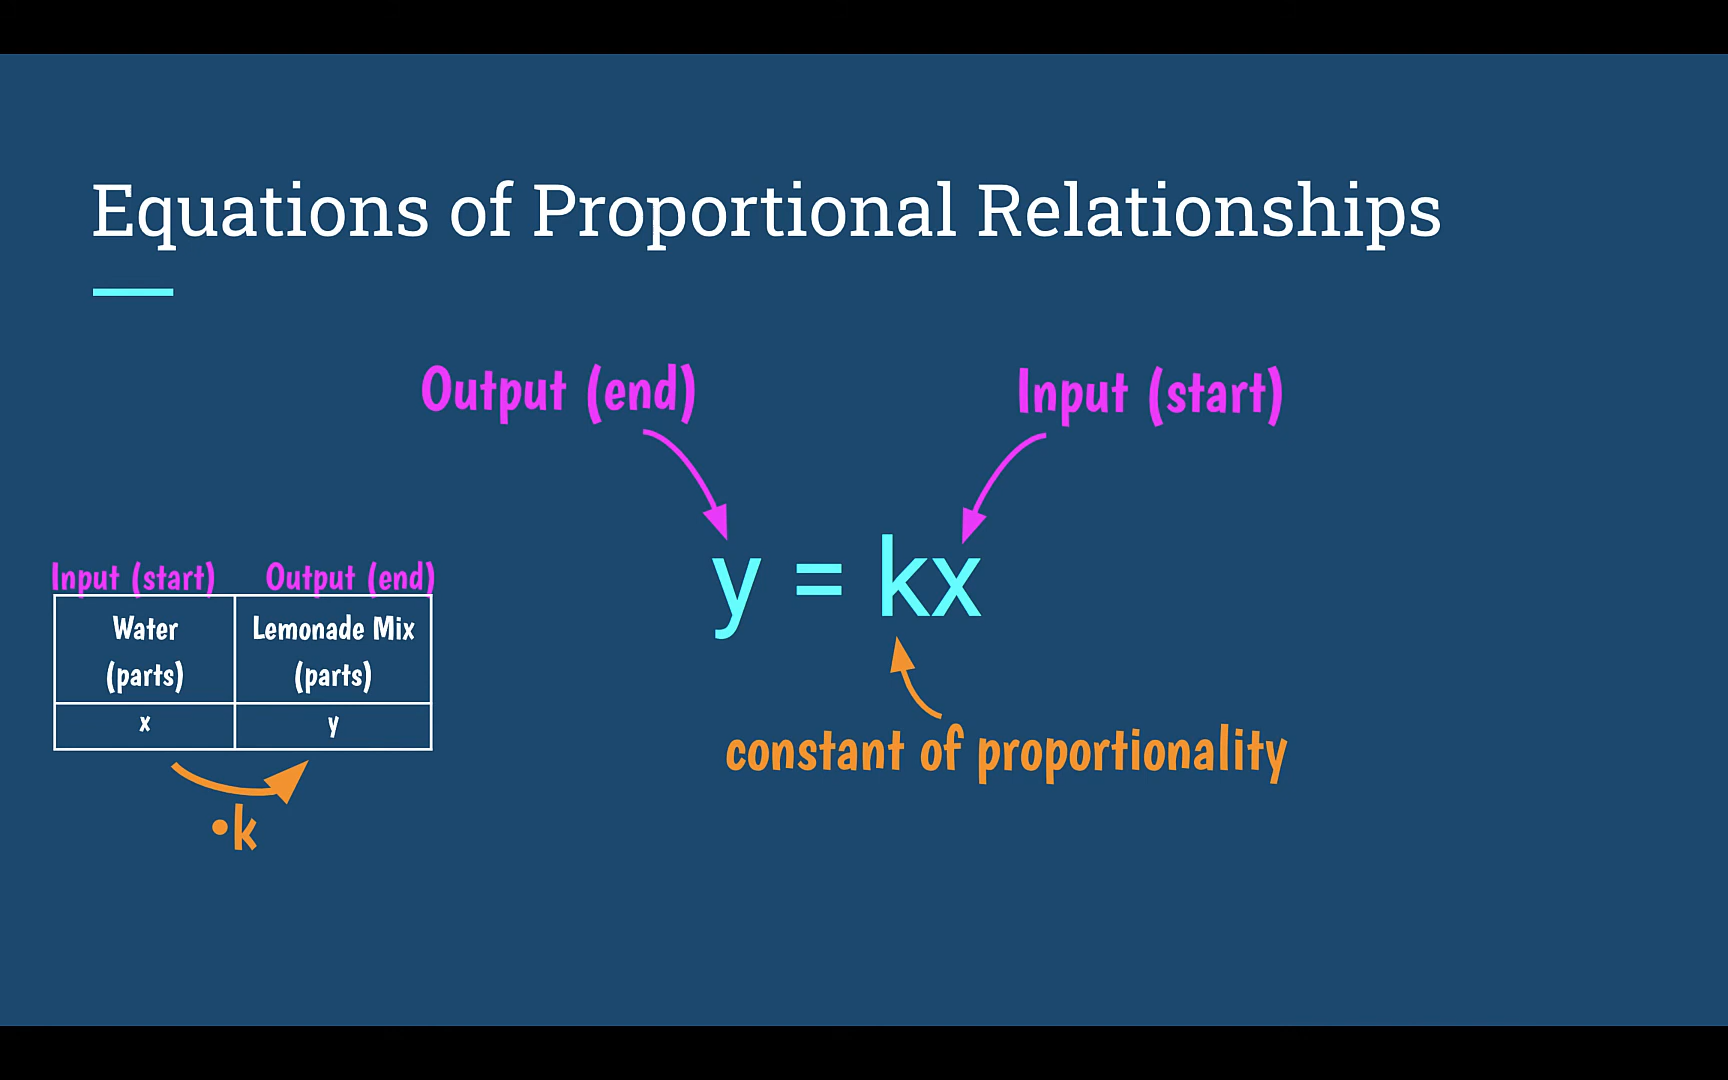 Equations of Proportional Relationships
Output (end)
Input (start)
y = kx
constant of proportionality
Input (start) Output (end)
Water Lemonade Mix
(parts) (parts)
x y
•k